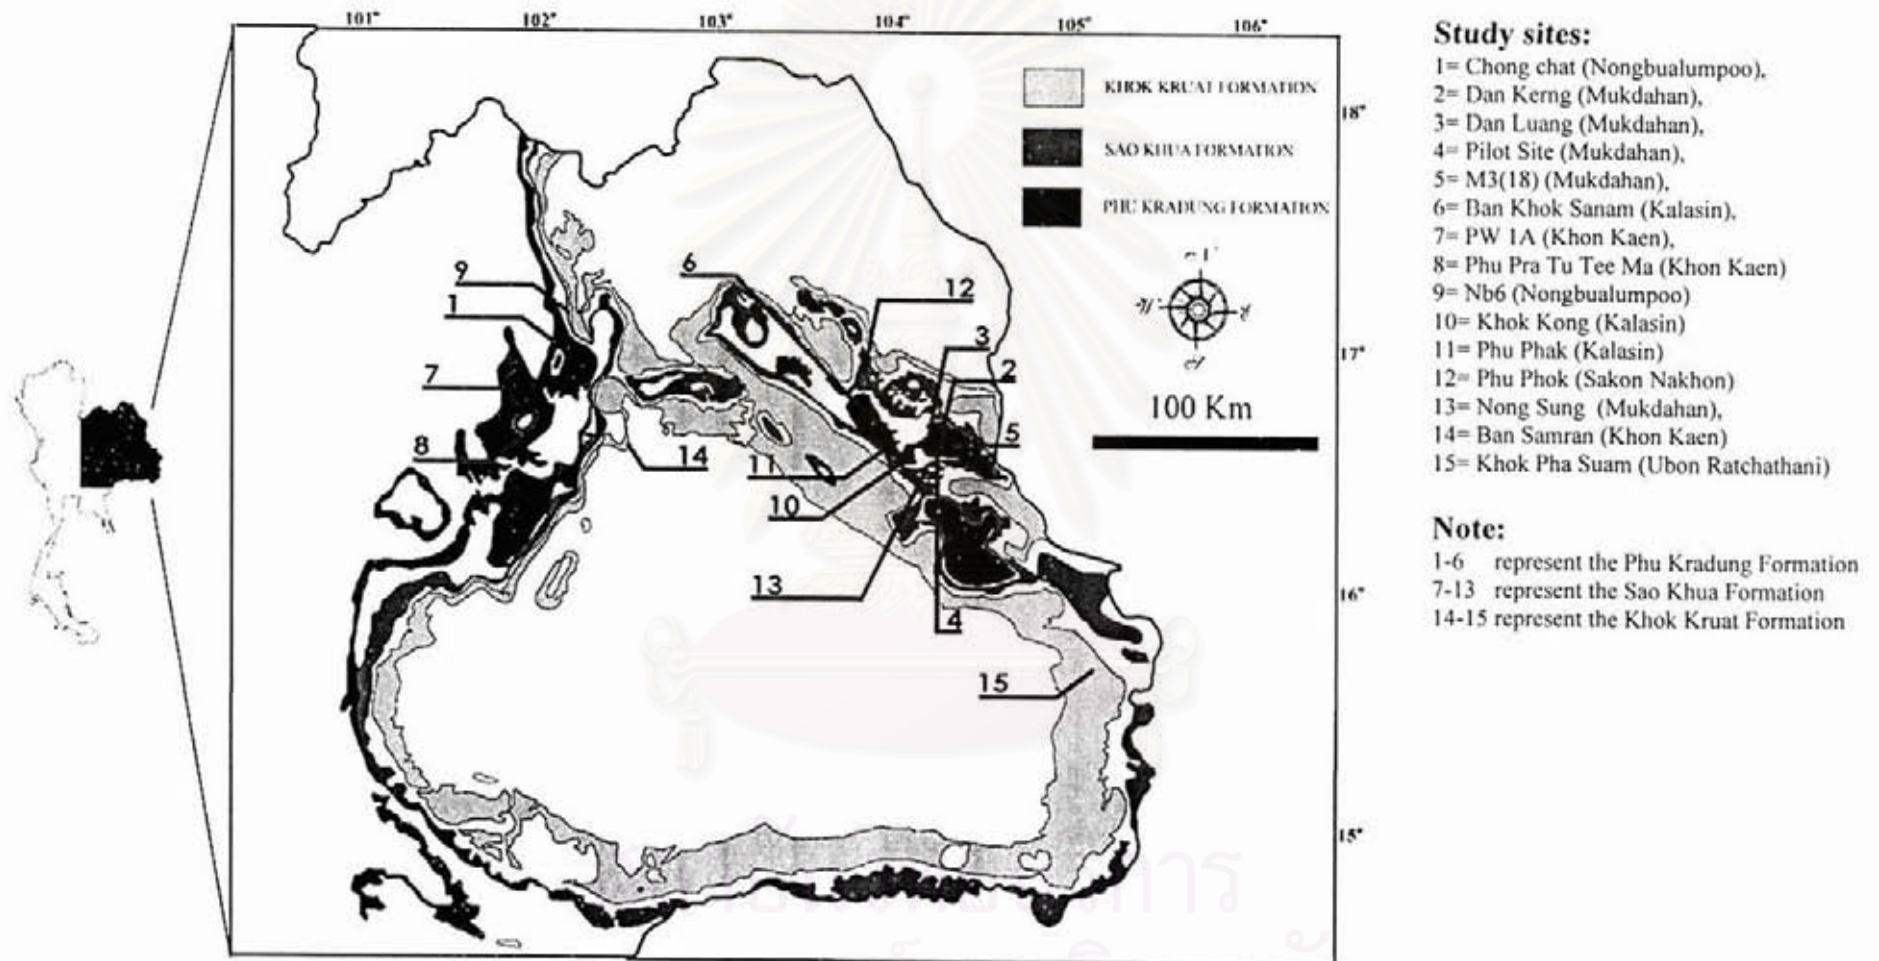 101° 102° 103° 104° 105° 106°
KHOK KRUAT FORMATION
SAO KHUA FORMATION
PHU KRADUNG FORMATION
18°
17°
16°
15°
9
1
7
8
6
12
3
2
5
14
11
10
13
4
15
100 Km
Study sites:
1= Chong chat (Nongbualumpoo),
2= Dan Kerng (Mukdahan),
3= Dan Luang (Mukdahan),
4= Pilot Site (Mukdahan),
5= M3(18) (Mukdahan),
6= Ban Khok Sanam (Kalasin),
7= PW 1A (Khon Kaen),
8= Phu Pra Tu Tee Ma (Khon Kaen)
9= Nb6 (Nongbualumpoo)
10= Khok Kong (Kalasin)
11= Phu Phak (Kalasin)
12= Phu Phok (Sakon Nakhon)
13= Nong Sung (Mukdahan),
14= Ban Samran (Khon Kaen)
15= Khok Pha Suam (Ubon Ratchathani)
Note:
1-6 represent the Phu Kradung Formation
7-13 represent the Sao Khua Formation
14-15 represent the Khok Kruat Formation